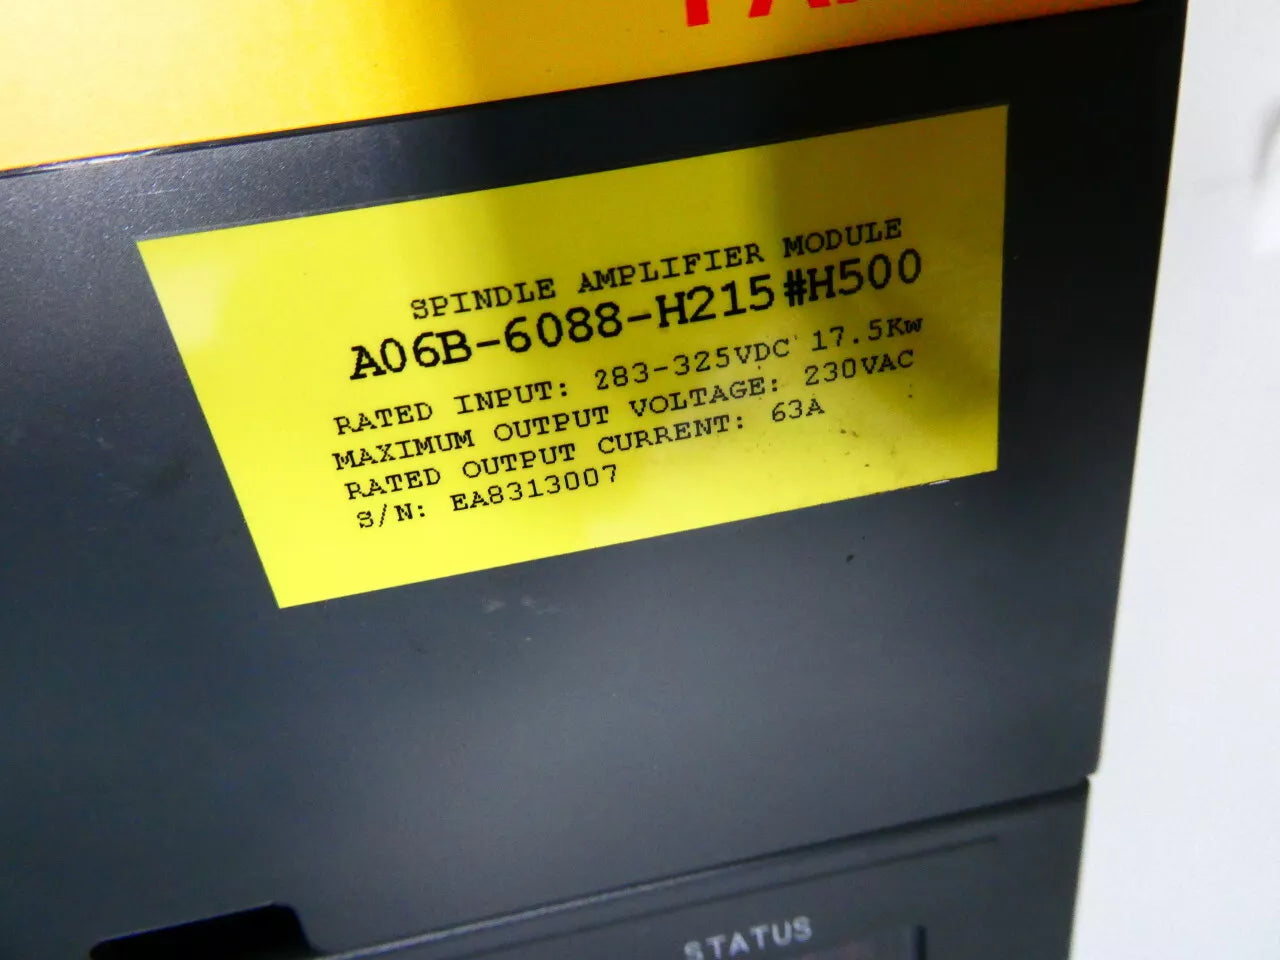 SPINDLE AMPLIFIER MODULE
A06B-6088-H215#H500
RATED INPUT: 283-325VDC 17.5Kw
MAXIMUM OUTPUT VOLTAGE: 230VAC
RATED OUTPUT CURRENT: 63A
S/N: EA8313007
STATUS